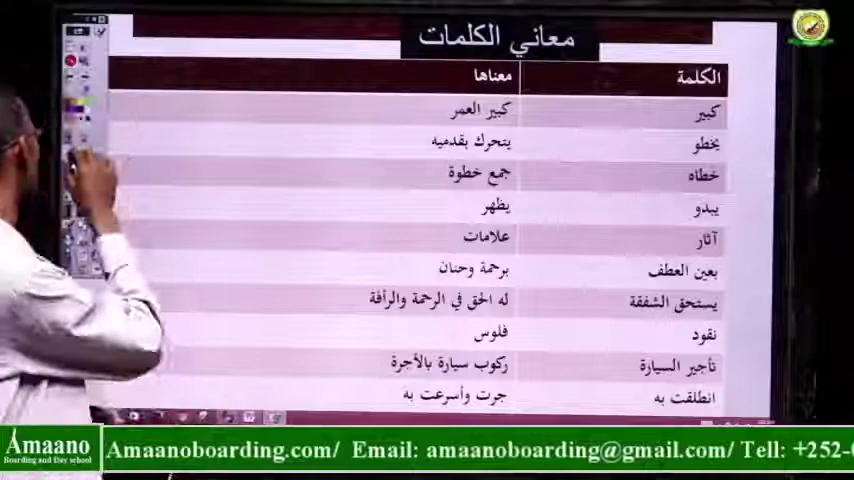 معاني الكلمات
الكلمة معناها
كبير كبير العمر
يخطو يتحرك بقدميه
خطاه جمع خطوة
يبدو يظهر
آثار علامات
بعين العطف برحمة وحنان
يستحق الشفقة له الحق في الرحمة والرأفة
نقود فلوس
تأجير السيارة ركوب سيارة بالأجرة
انطلقت به جرت وأسرعت به
Amaano Amaanoboarding.com/ Email: amaanoboarding@gmail.com/ Tell: +252-
Boarding and Day school